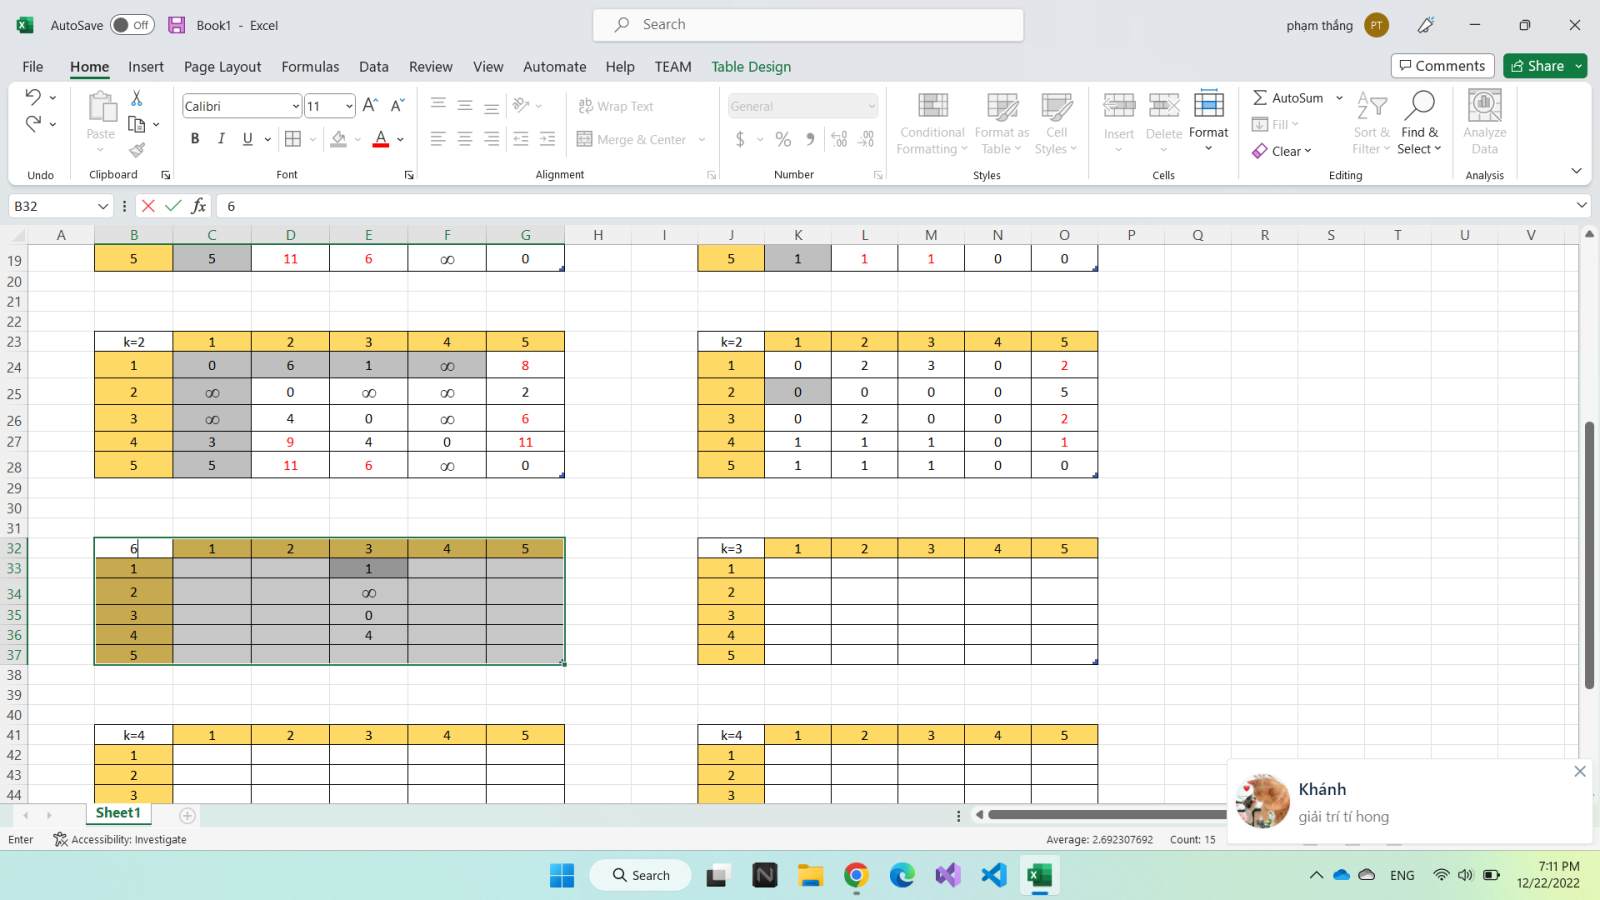 AutoSave Off Book1 - Excel Search phạm thắng PT
File Home Insert Page Layout Formulas Data Review View Automate Help TEAM Table Design Comments Share
Calibri 11 Wrap Text General AutoSum
Paste B I U A Merge & Center $ % Conditional Formatting Format as Table Cell Styles Insert Delete Format Fill Clear Sort & Filter Find & Select Analyze Data
Undo Clipboard Font Alignment Number Styles Cells Editing Analysis
B32 fx 6
A B C D E F G H I J K L M N O P Q R S T U V
19 5 5 11 6 ∞ 0 5 1 1 1 0 0
20
21
22
23 k=2 1 2 3 4 5 k=2 1 2 3 4 5
24 1 0 6 1 ∞ 8 1 0 2 3 0 2
25 2 ∞ 0 ∞ ∞ 2 2 0 0 0 0 5
26 3 ∞ 4 0 ∞ 6 3 0 2 0 0 2
27 4 3 9 4 0 11 4 1 1 1 0 1
28 5 5 11 6 ∞ 0 5 1 1 1 0 0
29
30
31
32 6 1 2 3 4 5 k=3 1 2 3 4 5
33 1 1 1
34 2 ∞ 2
35 3 0 3
36 4 4 4
37 5 5
38
39
40
41 k=4 1 2 3 4 5 k=4 1 2 3 4 5
42 1 1
43 2 2
44 3 3
Khánh
giải trí tí hong
Sheet1
Enter Accessibility: Investigate Average: 2.692307692 Count: 15
Search ENG 7:11 PM
12/22/2022